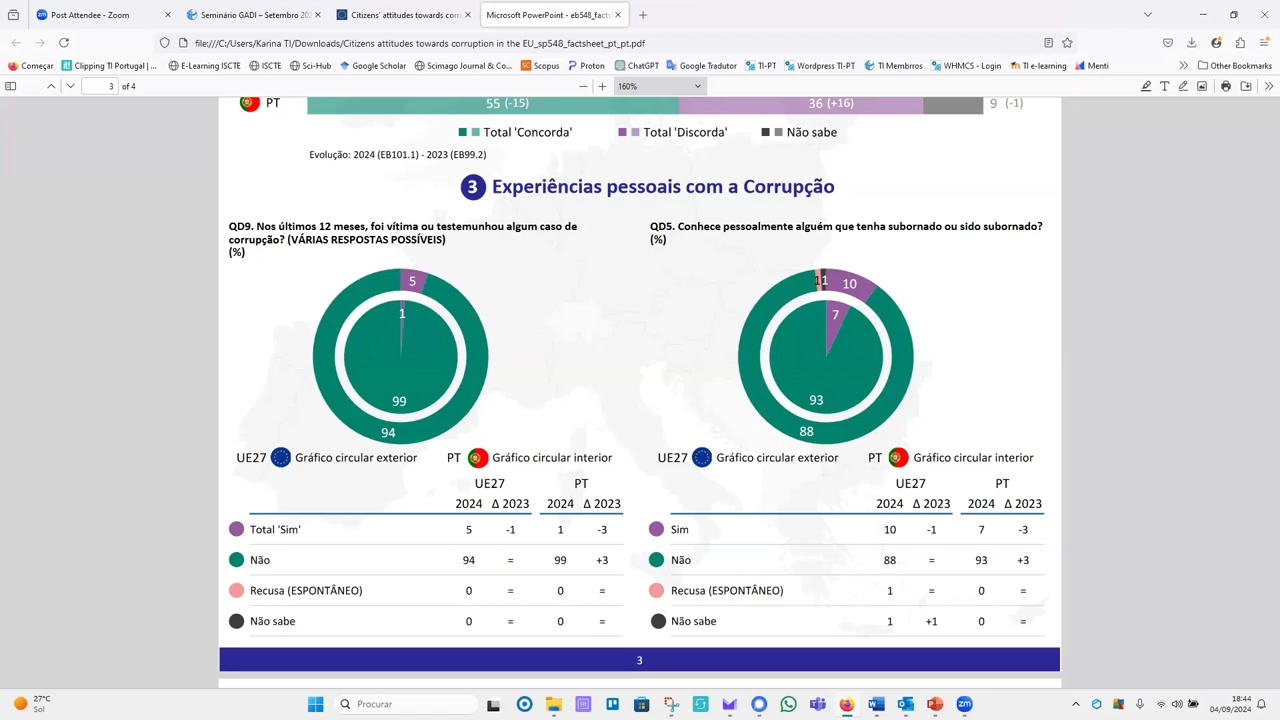 Post Attendee - Zoom
Seminário GADI – Setembro 202
Citizens' attitudes towards corr
Microsoft PowerPoint - eb548_facts
file:///C:/Users/Karina TI/Downloads/Citizens attitudes towards corruption in the EU_sp548_factsheet_pt_pt.pdf
Começar
Clipping TI Portugal |...
E-Learning ISCTE
ISCTE
Sci-Hub
Google Scholar
Scimago Journal & Co...
Scopus
Proton
ChatGPT
Google Tradutor
TI-PT
Wordpress TI-PT
TI Membrros
WHMCS - Login
TI e-learning
Menti
Other Bookmarks
3 of 4
160%
PT 55 (-15) 36 (+16) 9 (-1)
Total 'Concorda' Total 'Discorda' Não sabe
Evolução: 2024 (EB101.1) - 2023 (EB99.2)
3 Experiências pessoais com a Corrupção
QD9. Nos últimos 12 meses, foi vítima ou testemunhou algum caso de
corrupção? (VÁRIAS RESPOSTAS POSSÍVEIS)
(%)
5
1
99
94
UE27 Gráfico circular exterior PT Gráfico circular interior
UE27 PT
2024 Δ 2023 2024 Δ 2023
Total 'Sim' 5 -1 1 -3
Não 94 = 99 +3
Recusa (ESPONTÂNEO) 0 = 0 =
Não sabe 0 = 0 =
QD5. Conhece pessoalmente alguém que tenha subornado ou sido subornado?
(%)
1 1 10
7
93
88
UE27 Gráfico circular exterior PT Gráfico circular interior
UE27 PT
2024 Δ 2023 2024 Δ 2023
Sim 10 -1 7 -3
Não 88 = 93 +3
Recusa (ESPONTÂNEO) 1 = 0 =
Não sabe 1 +1 0 =
3
27°C
Sol
Procurar
18:44
04/09/2024